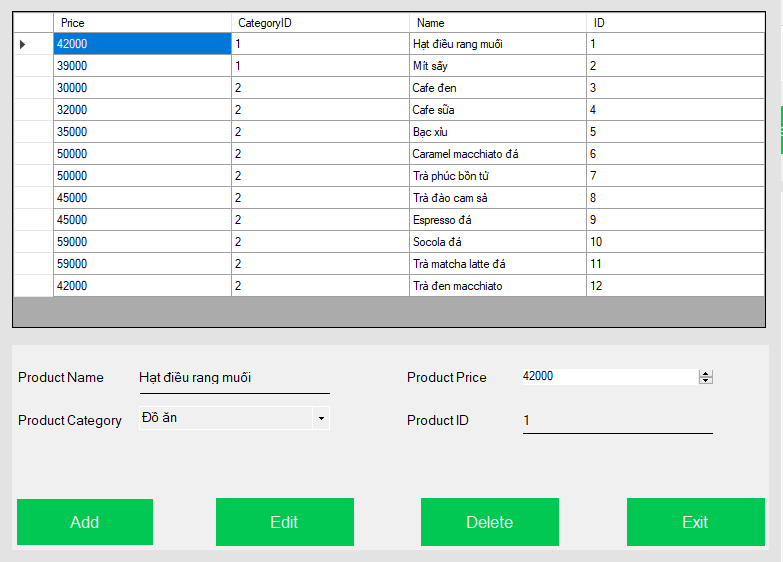 Price CategoryID Name ID
42000 1 Hạt điều rang muối 1
39000 1 Mít sấy 2
30000 2 Cafe đen 3
32000 2 Cafe sữa 4
35000 2 Bạc xỉu 5
50000 2 Caramel macchiato đá 6
50000 2 Trà phúc bồn tử 7
45000 2 Trà đào cam sả 8
45000 2 Espresso đá 9
59000 2 Socola đá 10
59000 2 Trà matcha latte đá 11
42000 2 Trà đen macchiato 12
Product Name Hạt điều rang muối Product Price 42000
Product Category Đồ ăn Product ID 1
Add Edit Delete Exit